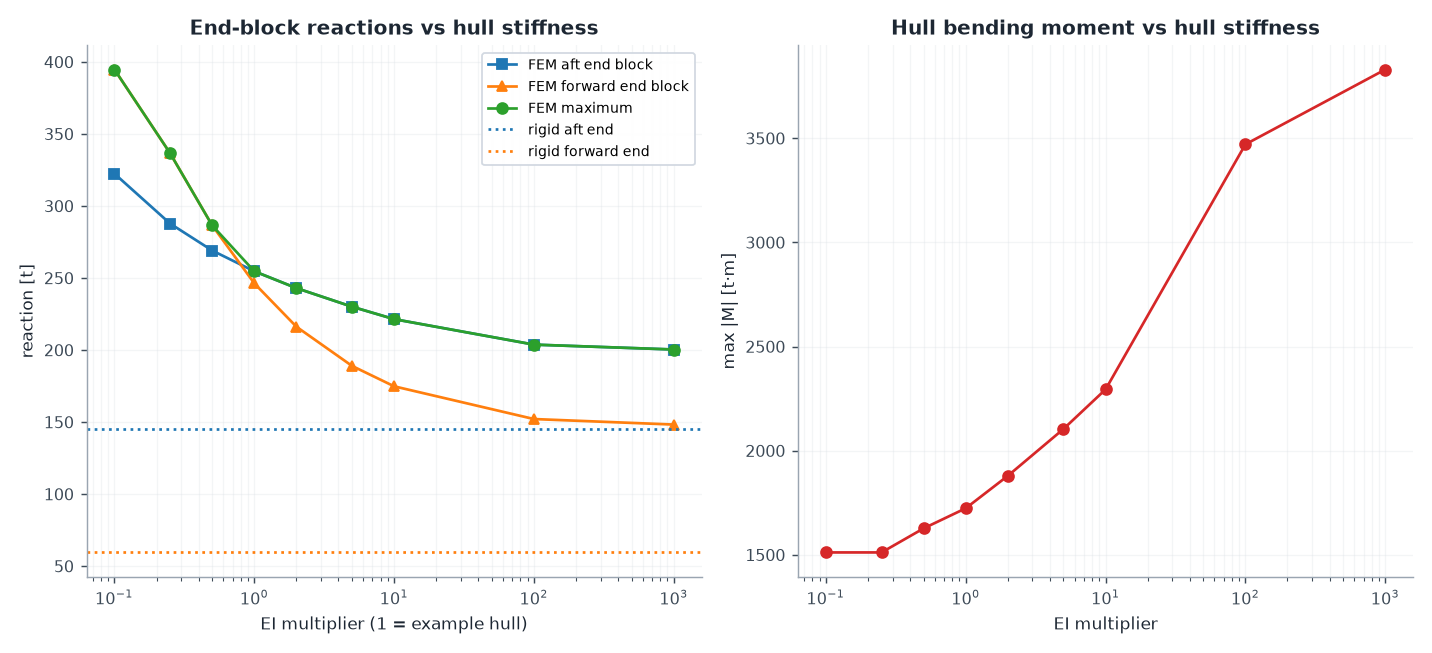 End-block reactions vs hull stiffness
reaction [t]
400
350
300
250
200
150
100
50
FEM aft end block
FEM forward end block
FEM maximum
rigid aft end
rigid forward end
10⁻¹ 10⁰ 10¹ 10² 10³
EI multiplier (1 = example hull)
Hull bending moment vs hull stiffness
max |M| [t·m]
3500
3000
2500
2000
1500
10⁻¹ 10⁰ 10¹ 10² 10³
EI multiplier